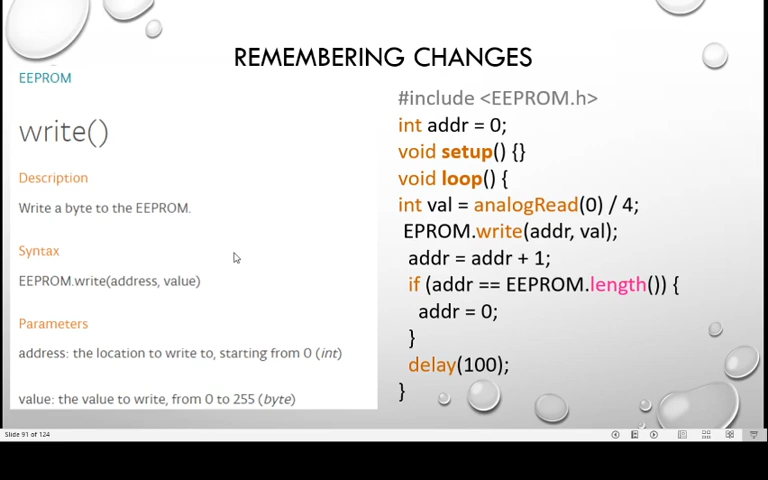 REMEMBERING CHANGES
EEPROM
write()
Description
Write a byte to the EEPROM.
Syntax
EEPROM.write(address, value)
Parameters
address: the location to write to, starting from 0 (int)
value: the value to write, from 0 to 255 (byte)
#include <EEPROM.h>
int addr = 0;
void setup() {}
void loop() {
int val = analogRead(0) / 4;
EPROM.write(addr, val);
addr = addr + 1;
if (addr == EEPROM.length()) {
addr = 0;
}
delay(100);
}
Slide 91 of 124